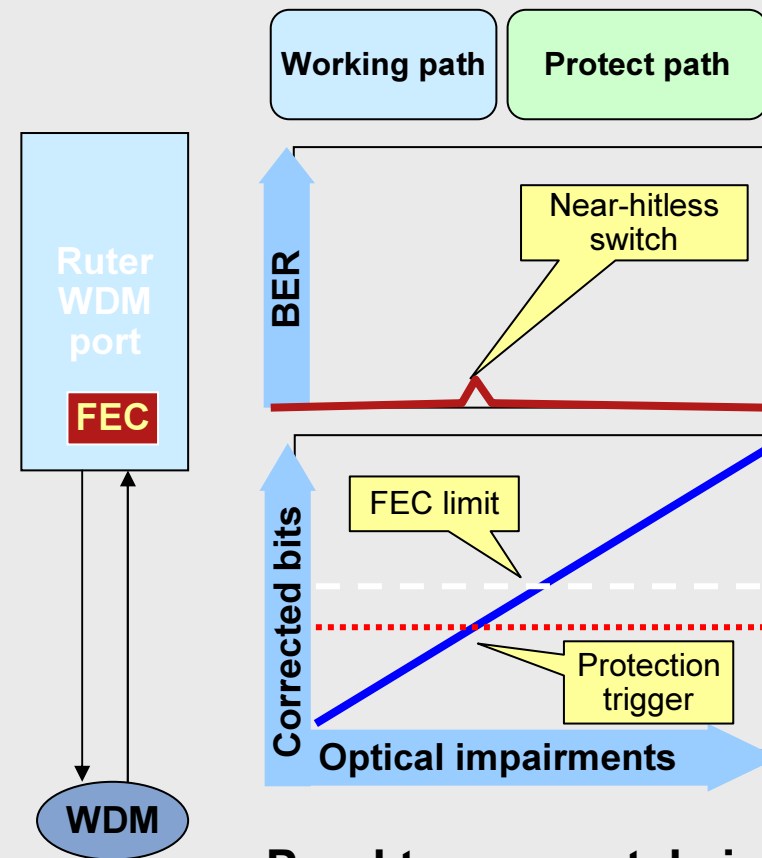 Working path
Protect path
Ruter
WDM
port
FEC
BER
Near-hitless
switch
Corrected bits
FEC limit
Protection
trigger
Optical impairments
WDM